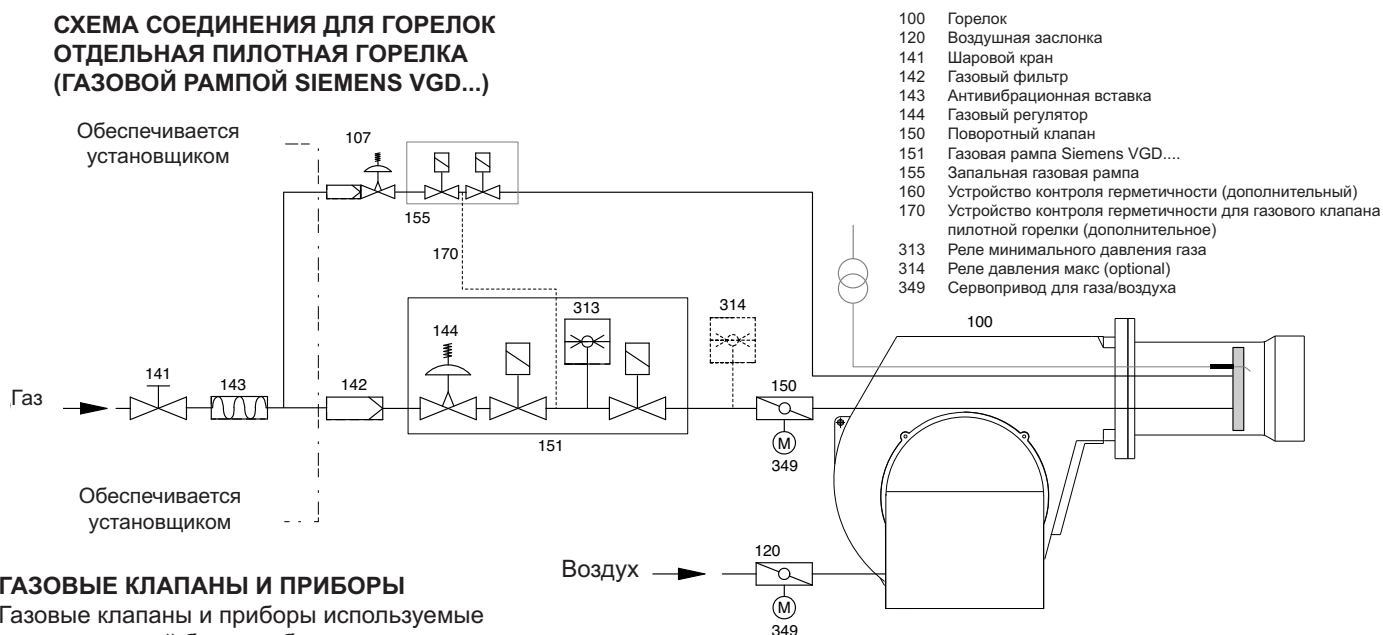 СХЕМА СОЕДИНЕНИЯ ДЛЯ ГОРЕЛОК
ОТДЕЛЬНАЯ ПИЛОТНАЯ ГОРЕЛКА
(ГАЗОВОЙ РАМПОЙ SIEMENS VGD...)
100 Горелок
120 Воздушная заслонка
141 Шаровой кран
142 Газовый фильтр
143 Антивибрационная вставка
144 Газовый регулятор
150 Поворотный клапан
151 Газовая рампа Siemens VGD....
155 Запальная газовая рампа
160 Устройство контроля герметичности (дополнительный)
170 Устройство контроля герметичности для газового клапана
пилотной горелки (дополнительное)
313 Реле минимального давления газа
314 Реле давления макс (optional)
349 Сервопривод для газа/воздуха
Обеспечивается
установщиком
107
155
170
313
314
100
144
141
143
142
150
Газ
151
M
349
Обеспечивается
установщиком
120
Воздух
M
349
ГАЗОВЫЕ КЛАПАНЫ И ПРИБОРЫ
Газовые клапаны и приборы используемые